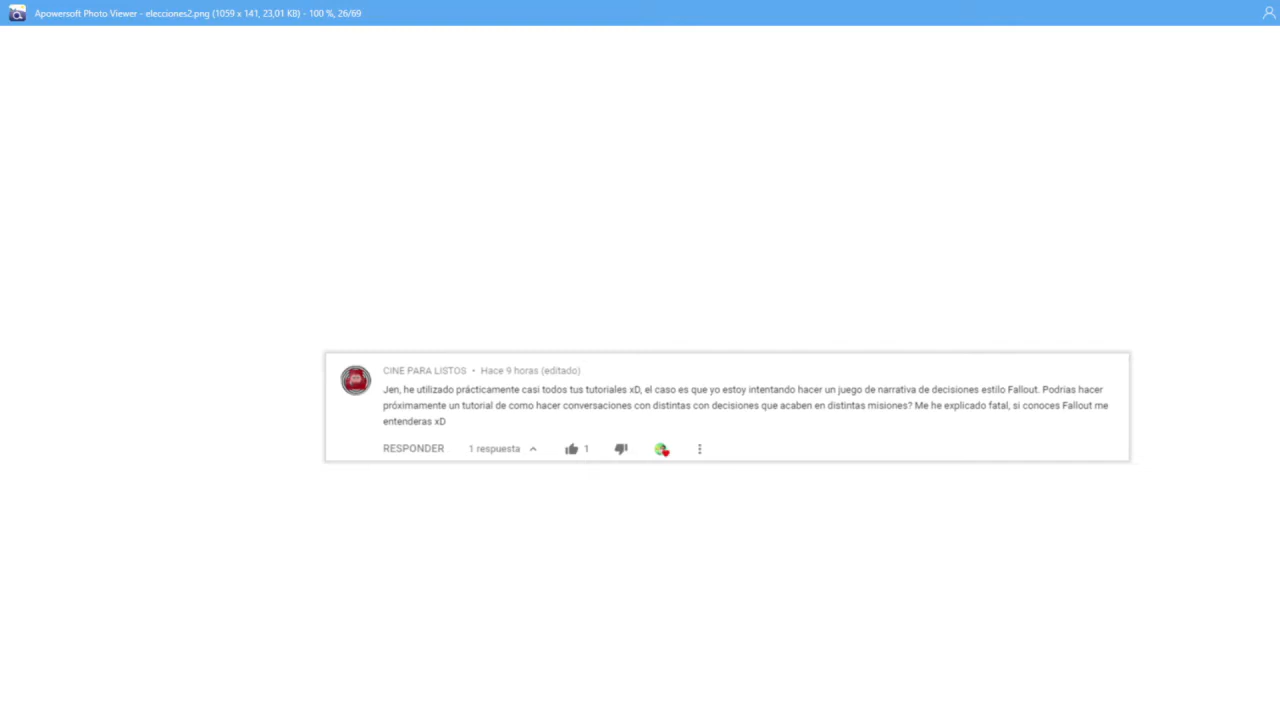 Apowersoft Photo Viewer - elecciones2.png (1059 x 141, 23,01 KB) - 100 %, 26/69
CINE PARA LISTOS • Hace 9 horas (editado)
Jen, he utilizado prácticamente casi todos tus tutoriales xD, el caso es que yo estoy intentando hacer un juego de narrativa de decisiones estilo Fallout. Podrias hacer
próximamente un tutorial de como hacer conversaciones con distintas con decisiones que acaben en distintas misiones? Me he explicado fatal, si conoces Fallout me
entenderas xD
RESPONDER 1 respuesta 1